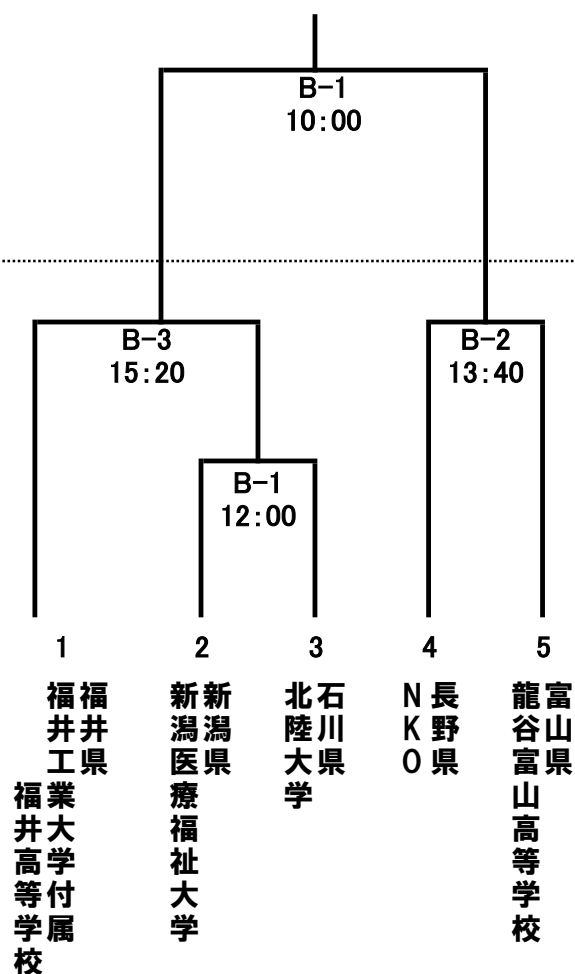 B-1
10:00
B-3
15:20
B-2
13:40
B-1
12:00
1
2
3
4
5
福井県
福井工業大学付属
福井高等学校
新潟県
新潟医療福祉大学
石川県
北陸大学
長野県
NKO
富山県
龍谷富山高等学校